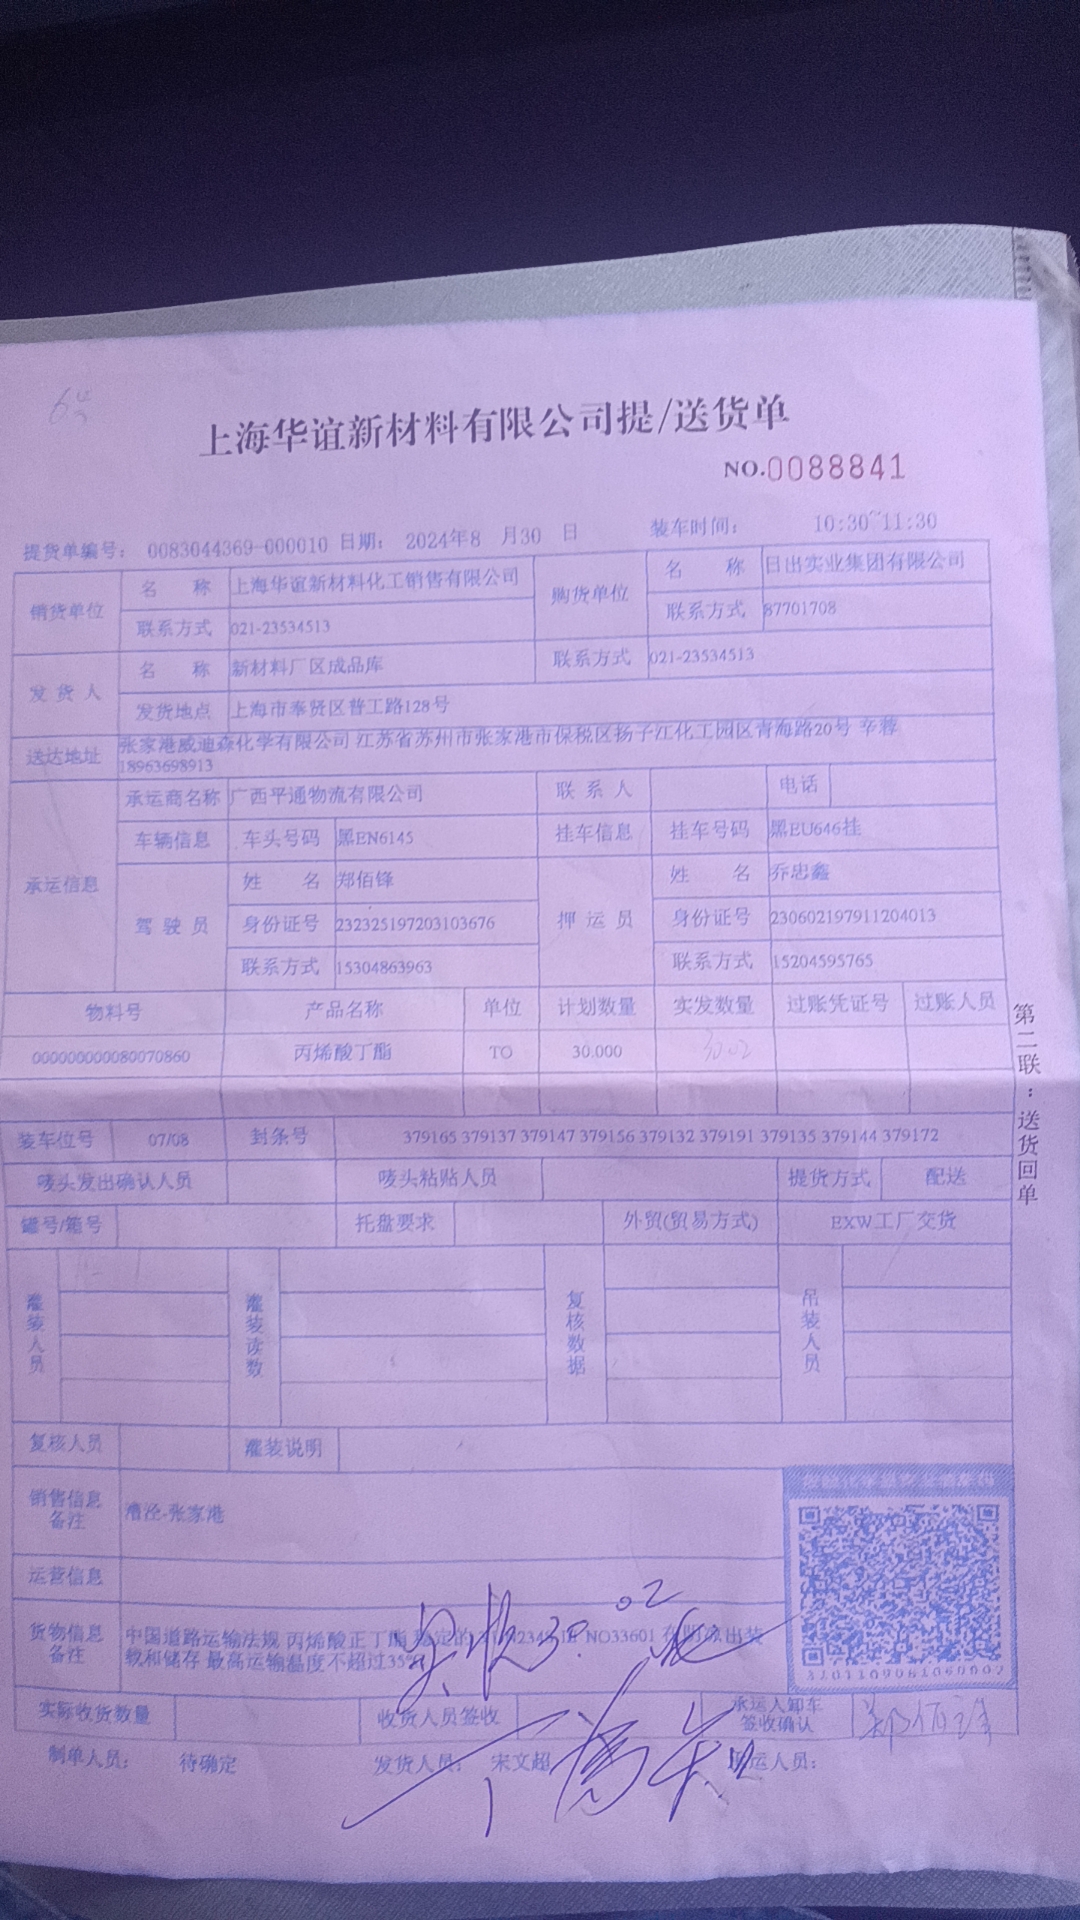 上海华谊新材料有限公司提/送货单
NO.0088841
提货单编号: 0083044369-000010 日期: 2024年8 月30 日 装车时间: 10:30~11:30
销货单位 名 称 上海华谊新材料化工销售有限公司 购货单位 名 称 日出实业集团有限公司
联系方式 021-23534513 联系方式 87701708
发 货 人 名 称 新材料厂区成品库 联系方式 021-23534513
发货地点 上海市奉贤区普工路128号
送达地址 张家港威迪森化学有限公司 江苏省苏州市张家港市保税区扬子江化工园区青海路20号 辛蓉
18963698913
承运信息 承运商名称 广西平通物流有限公司 联 系 人 电话
车辆信息 车头号码 黑EN6145 挂车信息 挂车号码 黑EU646挂
驾 驶 员 姓 名 郑佰锋 押 运 员 姓 名 乔忠鑫
身份证号 232325197203103676 身份证号 230602197911204013
联系方式 15304863963 联系方式 15204595765
物料号 产品名称 单位 计划数量 实发数量 过账凭证号 过账人员
000000000080070860 丙烯酸丁酯 TO 30.000 30.02
装车位号 07/08 封条号 379165 379137 379147 379156 379132 379191 379135 379144 379172
唛头发出确认人员 唛头粘贴人员 提货方式 配送
罐号/箱号 托盘要求 外贸(贸易方式) EXW工厂交货
灌装人员 灌装读数 复核数据 吊装人员
复核人员 灌装说明
销售信息备注 漕泾-张家港
运营信息
货物信息备注 中国道路运输法规 丙烯酸正丁酯 稳定的 NO33601
载和储存 最高运输温度不超过35
30.02
实际收货数量 收货人员签收 承运人卸车签收确认 郑佰锋
制单人员: 待确定 发货人员: 宋文超 运人员:
第二联:送货回单